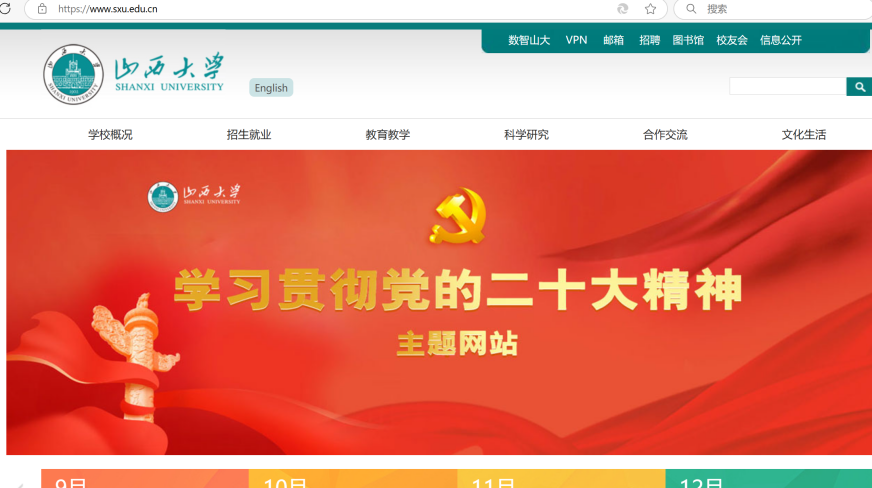 https://www.sxu.edu.cn
搜索
数智山大 VPN 邮箱 招聘 图书馆 校友会 信息公开
山西大学
SHANXI UNIVERSITY
English
学校概况 招生就业 教育教学 科学研究 合作交流 文化生活
山西大学
SHANXI UNIVERSITY
学习贯彻党的二十大精神
主题网站
9月 10月 11月 12月